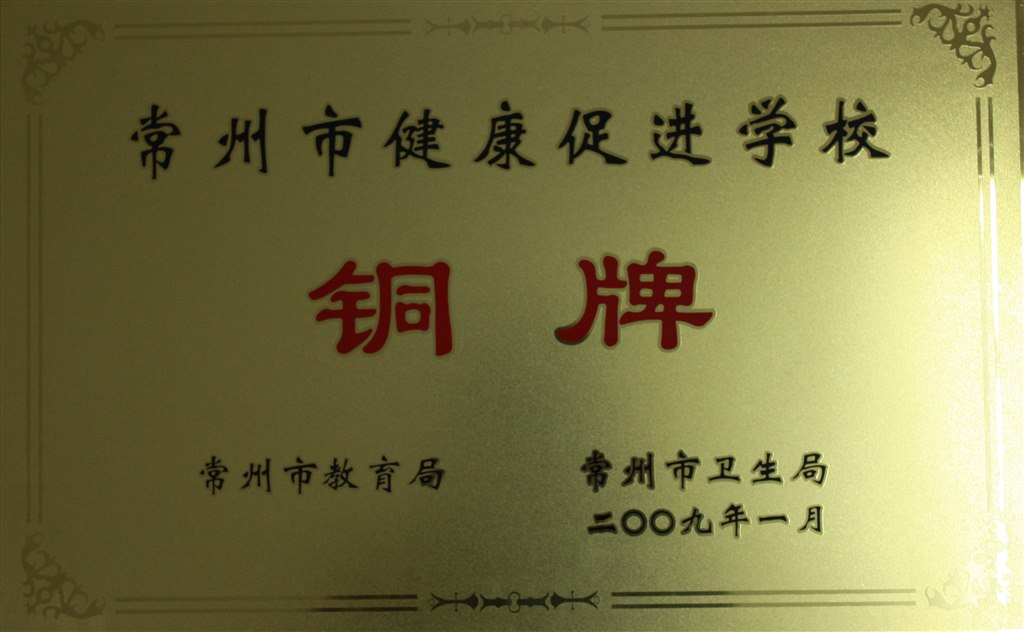 常州市健康促进学校
铜牌
常州市教育局 常州市卫生局
二〇〇九年一月